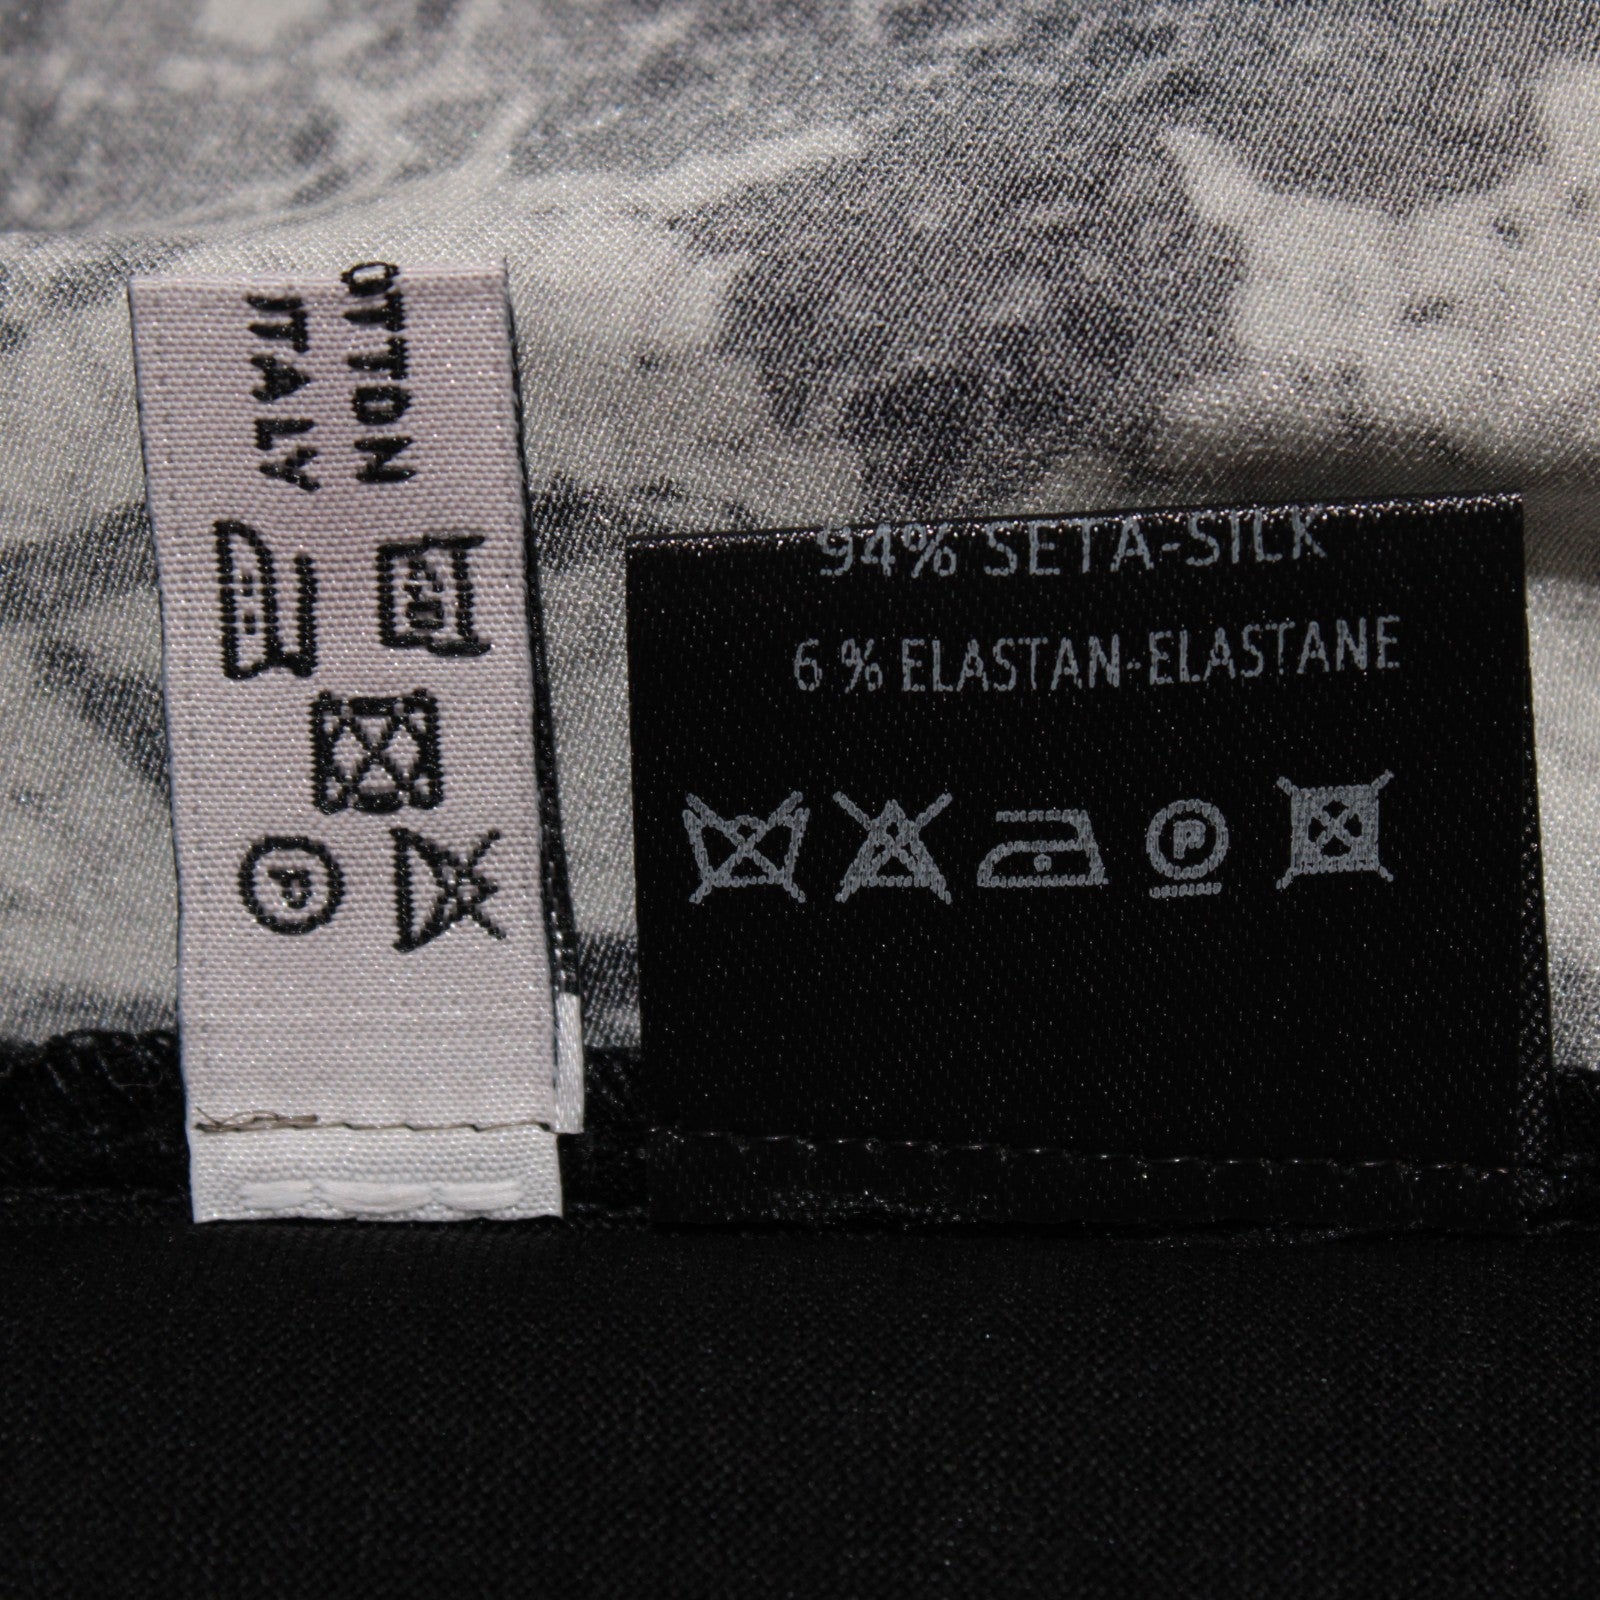 OTTON
ITALY
P
94% SETA-SILK
6 % ELASTAN-ELASTANE
P